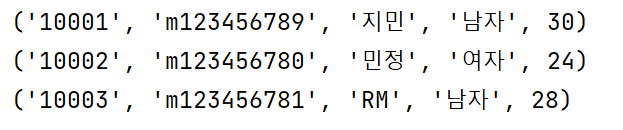 ('10001', 'm123456789', '지민', '남자', 30)
('10002', 'm123456780', '민정', '여자', 24)
('10003', 'm123456781', 'RM', '남자', 28)